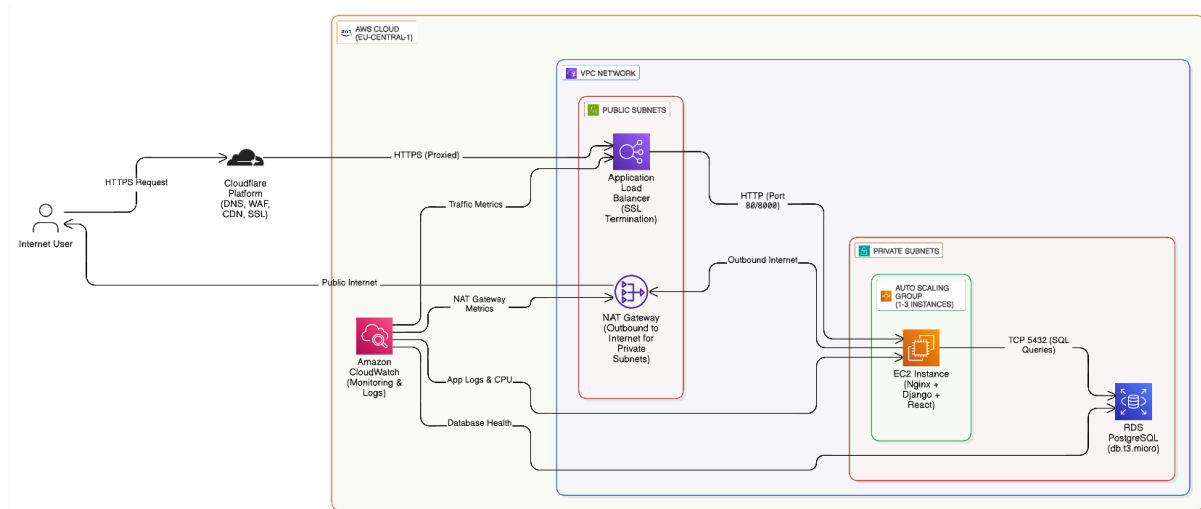 aws
AWS CLOUD
(EU-CENTRAL-1)
VPC NETWORK
PUBLIC SUBNETS
HTTPS (Proxied)
HTTPS Request
Cloudflare
Platform
(DNS, WAF,
CDN, SSL)
Application
Load
Balancer
(SSL
Termination)
HTTP (Port
80/8000)
Traffic Metrics
Internet User
PRIVATE SUBNETS
Outbound Internet
Public Internet
AUTO SCALING
GROUP
(1-3 INSTANCES)
NAT Gateway
Metrics
NAT Gateway
(Outbound to
Internet for
Private
Subnets)
Amazon
CloudWatch
(Monitoring &
Logs)
TCP 5432 (SQL
Queries)
EC2 Instance
(Nginx +
Django +
React)
App Logs & CPU
Database Health
RDS
PostgreSQL
(db.t3.micro)